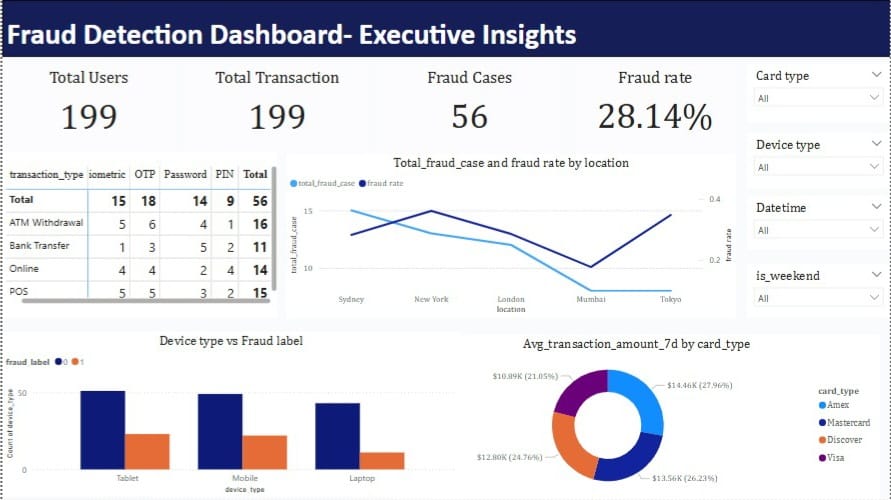 Fraud Detection Dashboard- Executive Insights
Total Users
199
Total Transaction
199
Fraud Cases
56
Fraud rate
28.14%
Card type
All
Device type
All
Datetime
All
is_weekend
All
transaction_type iometric OTP Password PIN Total
Total 15 18 14 9 56
ATM Withdrawal 5 6 4 1 16
Bank Transfer 1 3 5 2 11
Online 4 4 2 4 14
POS 5 5 3 2 15
Total_fraud_case and fraud rate by location
total_fraud_case fraud rate
total_fraud_case
15
10
0.4
0.2
fraud rate
Sydney New York London Mumbai Tokyo
location
Device type vs Fraud label
fraud_label 0 1
Count of device_type
50
0
Tablet Mobile Laptop
device_type
Avg_transaction_amount_7d by card_type
$10.89K (21.05%)
$14.46K (27.96%)
$12.80K (24.76%)
$13.56K (26.23%)
card_type
Amex
Mastercard
Discover
Visa